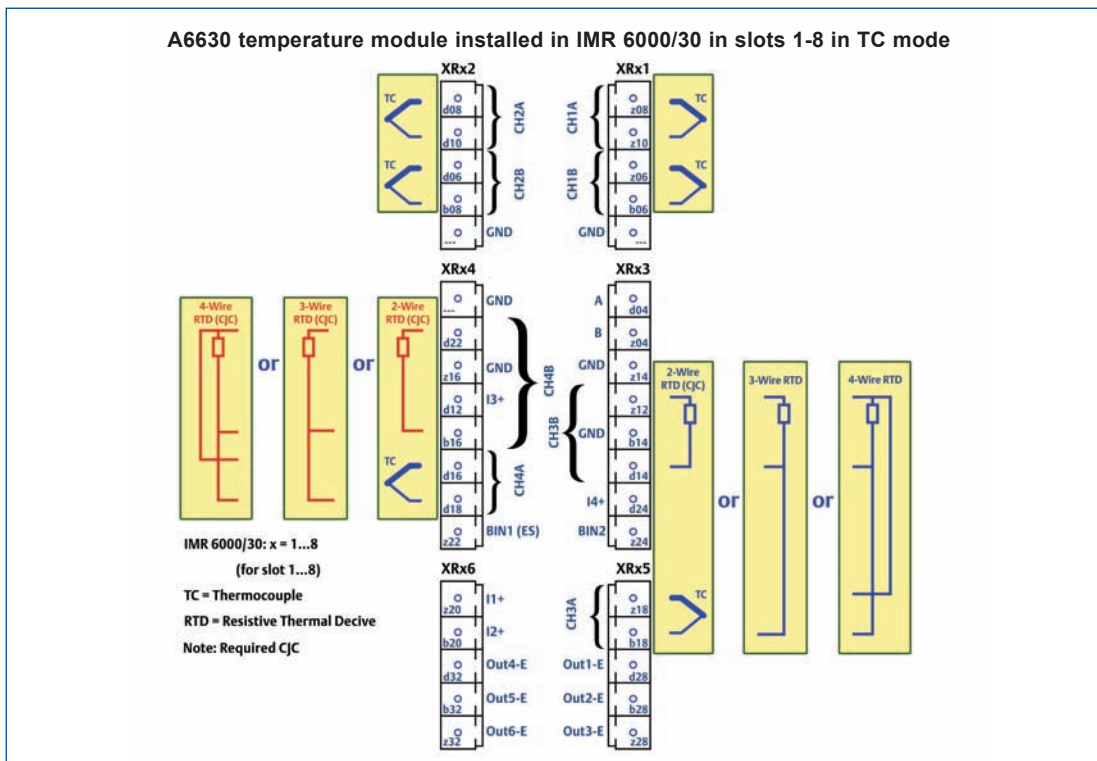 A6630 temperature module installed in IMR 6000/30 in slots 1-8 in TC mode
XRx2
TC
d08
d10
CH2A
TC
d06
b08
CH2B
---
GND
XRx1
CH1A
z08
z10
TC
CH1B
z06
b06
TC
GND
---
XRx4
---
GND
d22
z16
GND
d12
I3+
b16
CH4B
d16
d18
CH4A
z22
BIN1 (ES)
4-Wire
RTD (CJC)
or
3-Wire
RTD (CJC)
or
2-Wire
RTD (CJC)
TC
XRx3
A
d04
B
z04
GND
z14
z12
GND
b14
d14
CH3B
I4+
d24
BIN2
z24
2-Wire
RTD (CJC)
or
3-Wire RTD
or
4-Wire RTD
TC
IMR 6000/30: x = 1...8
(for slot 1...8)
TC = Thermocouple
RTD = Resistive Thermal Decive
Note: Required CJC
XRx6
z20
I1+
b20
I2+
d32
Out4-E
b32
Out5-E
z32
Out6-E
XRx5
CH3A
z18
b18
Out1-E
d28
Out2-E
b28
Out3-E
z28